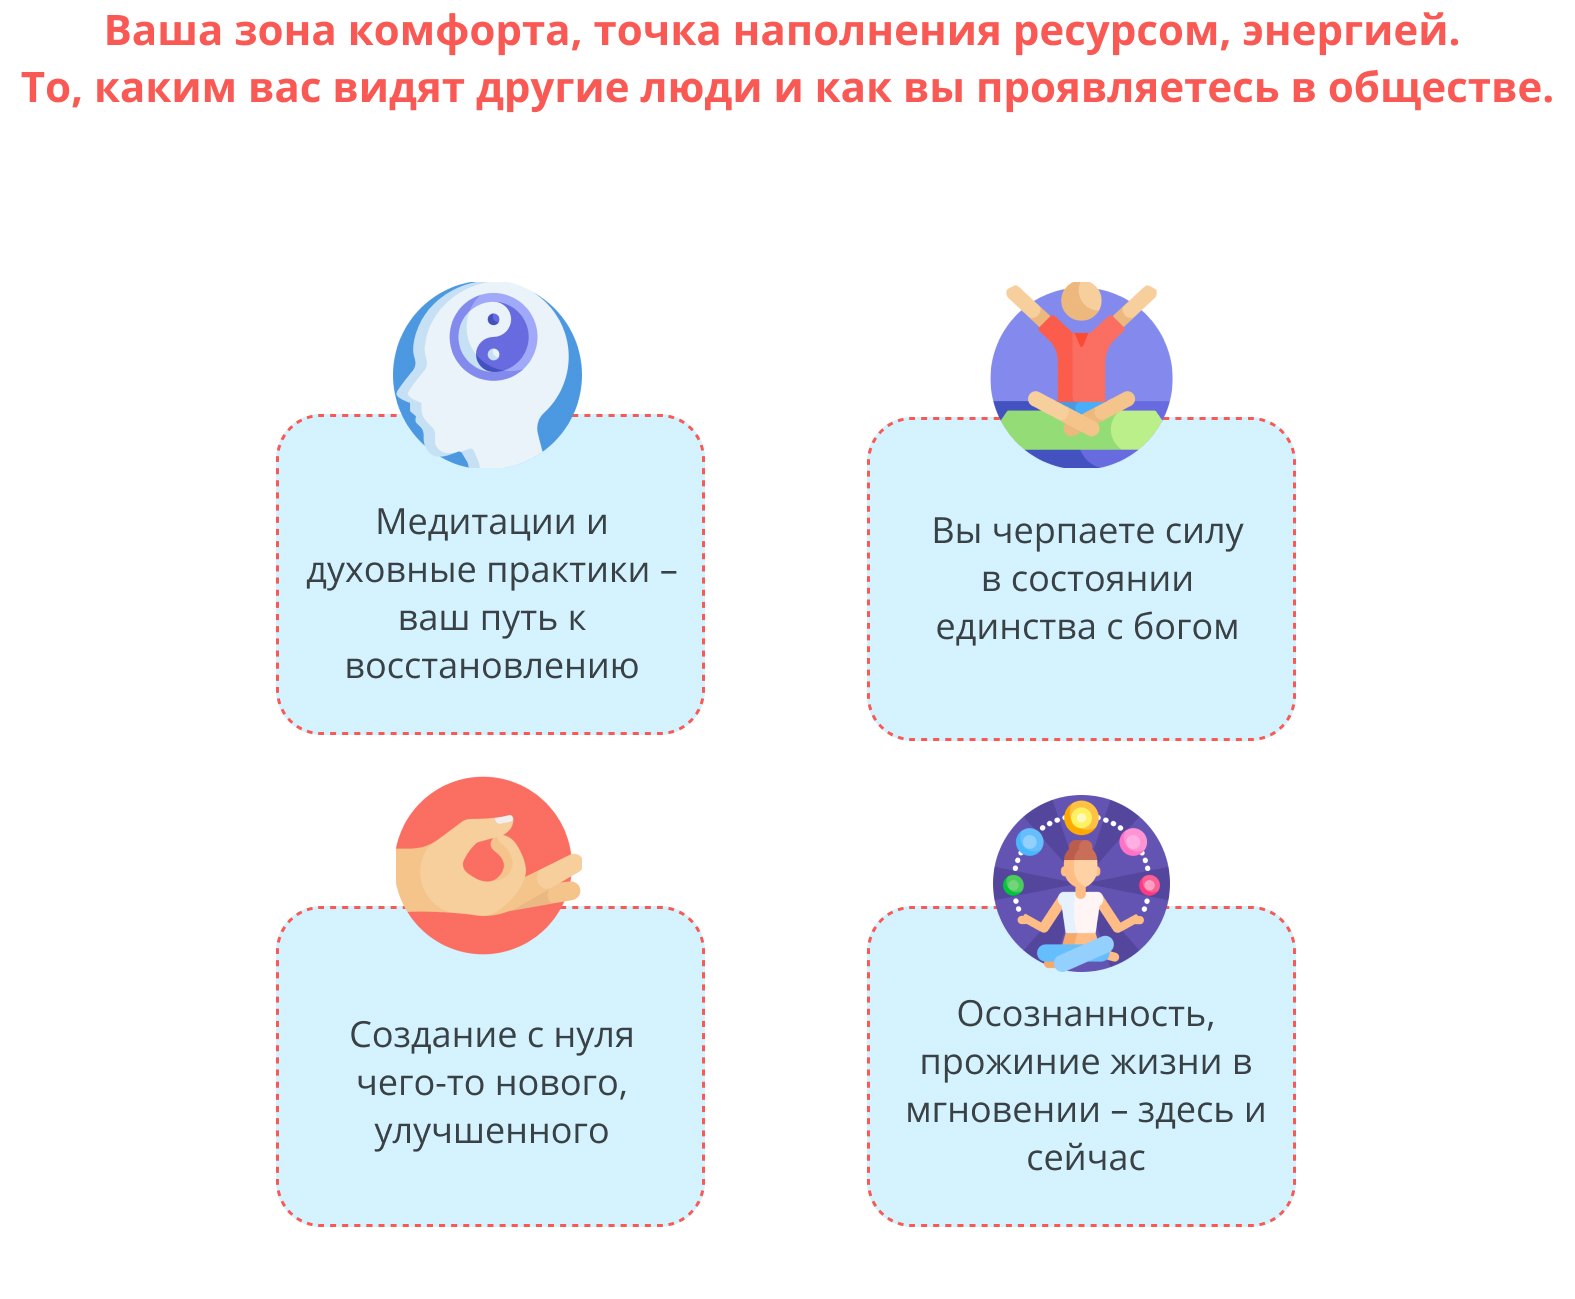 Ваша зона комфорта, точка наполнения ресурсом, энергией.
То, каким вас видят другие люди и как вы проявляетесь в обществе.
Медитации и
духовные практики –
ваш путь к
восстановлению
Вы черпаете силу
в состоянии
единства с богом
Создание с нуля
чего-то нового,
улучшенного
Осознанность,
прожиние жизни в
мгновении – здесь и
сейчас